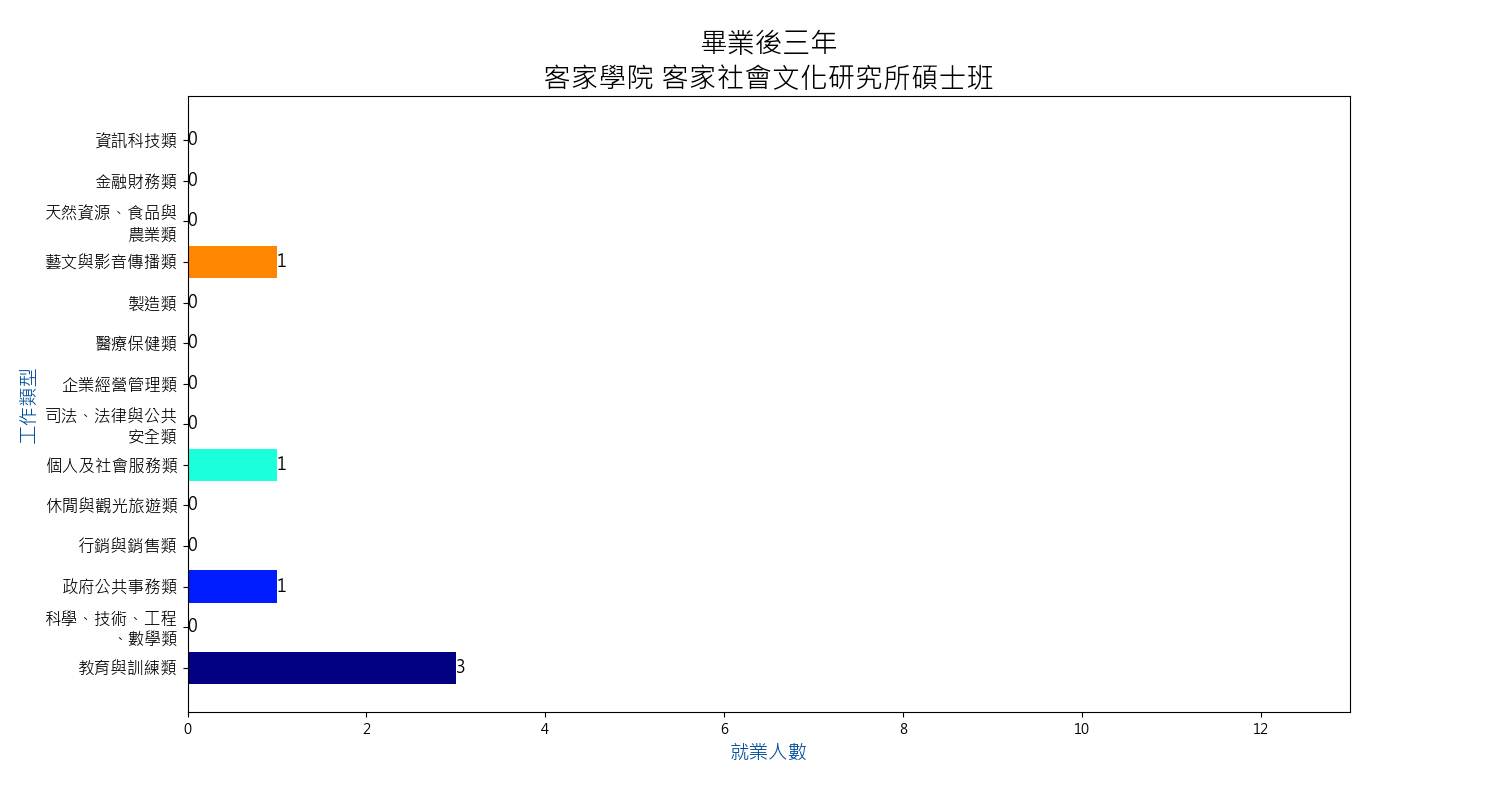 畢業後三年
客家學院 客家社會文化研究所碩士班
資訊科技類 0
金融財務類 0
天然資源、食品與
農業類 0
藝文與影音傳播類 1
製造類 0
醫療保健類 0
企業經營管理類 0
司法、法律與公共
安全類 0
個人及社會服務類 1
休閒與觀光旅遊類 0
行銷與銷售類 0
政府公共事務類 1
科學、技術、工程
、數學類 0
教育與訓練類 3
工作類型
0 2 4 6 8 10 12
就業人數